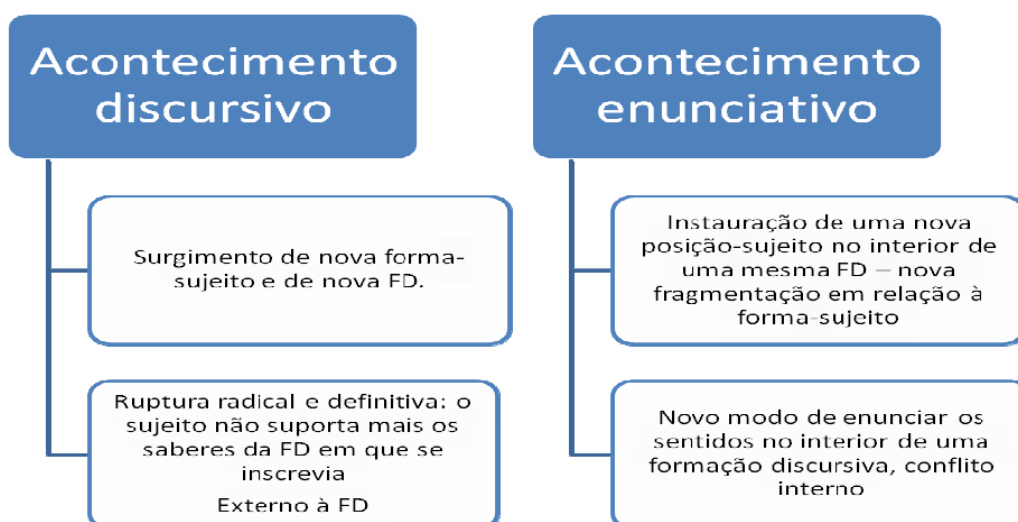 Acontecimento
discursivo
Surgimento de nova forma-
sujeito e de nova FD.
Ruptura radical e definitiva: o
sujeito não suporta mais os
saberes da FD em que se
inscrevia
Externo à FD
Acontecimento
enunciativo
Instauração de uma nova
posição-sujeito no interior de
uma mesma FD – nova
fragmentação em relação à
forma-sujeito
Novo modo de enunciar os
sentidos no interior de uma
formação discursiva, conflito
interno